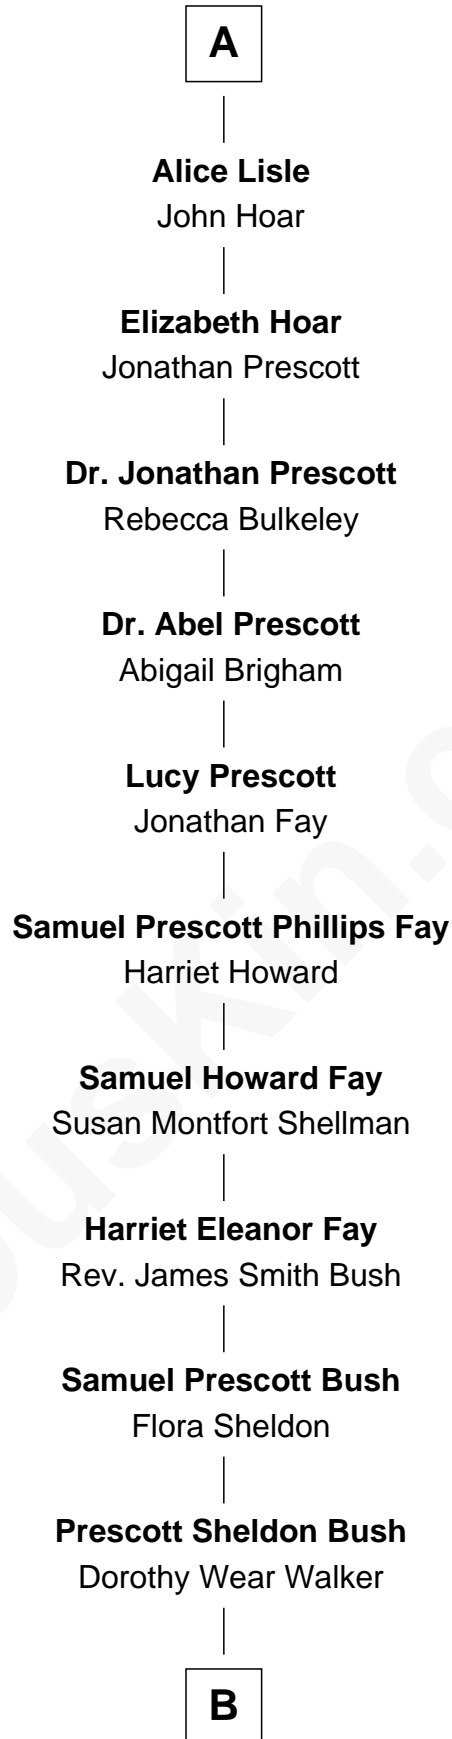 A
Alice Lisle
John Hoar
Elizabeth Hoar
Jonathan Prescott
Dr. Jonathan Prescott
Rebecca Bulkeley
Dr. Abel Prescott
Abigail Brigham
Lucy Prescott
Jonathan Fay
Samuel Prescott Phillips Fay
Harriet Howard
Samuel Howard Fay
Susan Montfort Shellman
Harriet Eleanor Fay
Rev. James Smith Bush
Samuel Prescott Bush
Flora Sheldon
Prescott Sheldon Bush
Dorothy Wear Walker
B